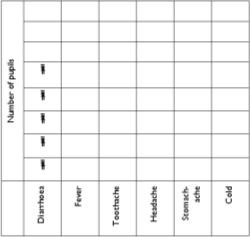 Number of pupils
Diarrhoea
Fever
Toothache
Headache
Stomach-
ache
Cold